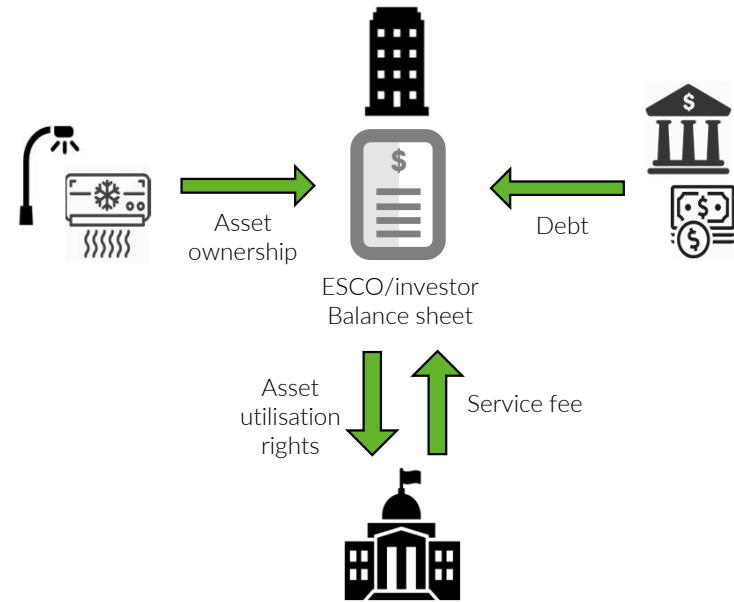 $
$
$
$
Asset
ownership
Debt
ESCO/investor
Balance sheet
Asset
utilisation
rights
Service fee